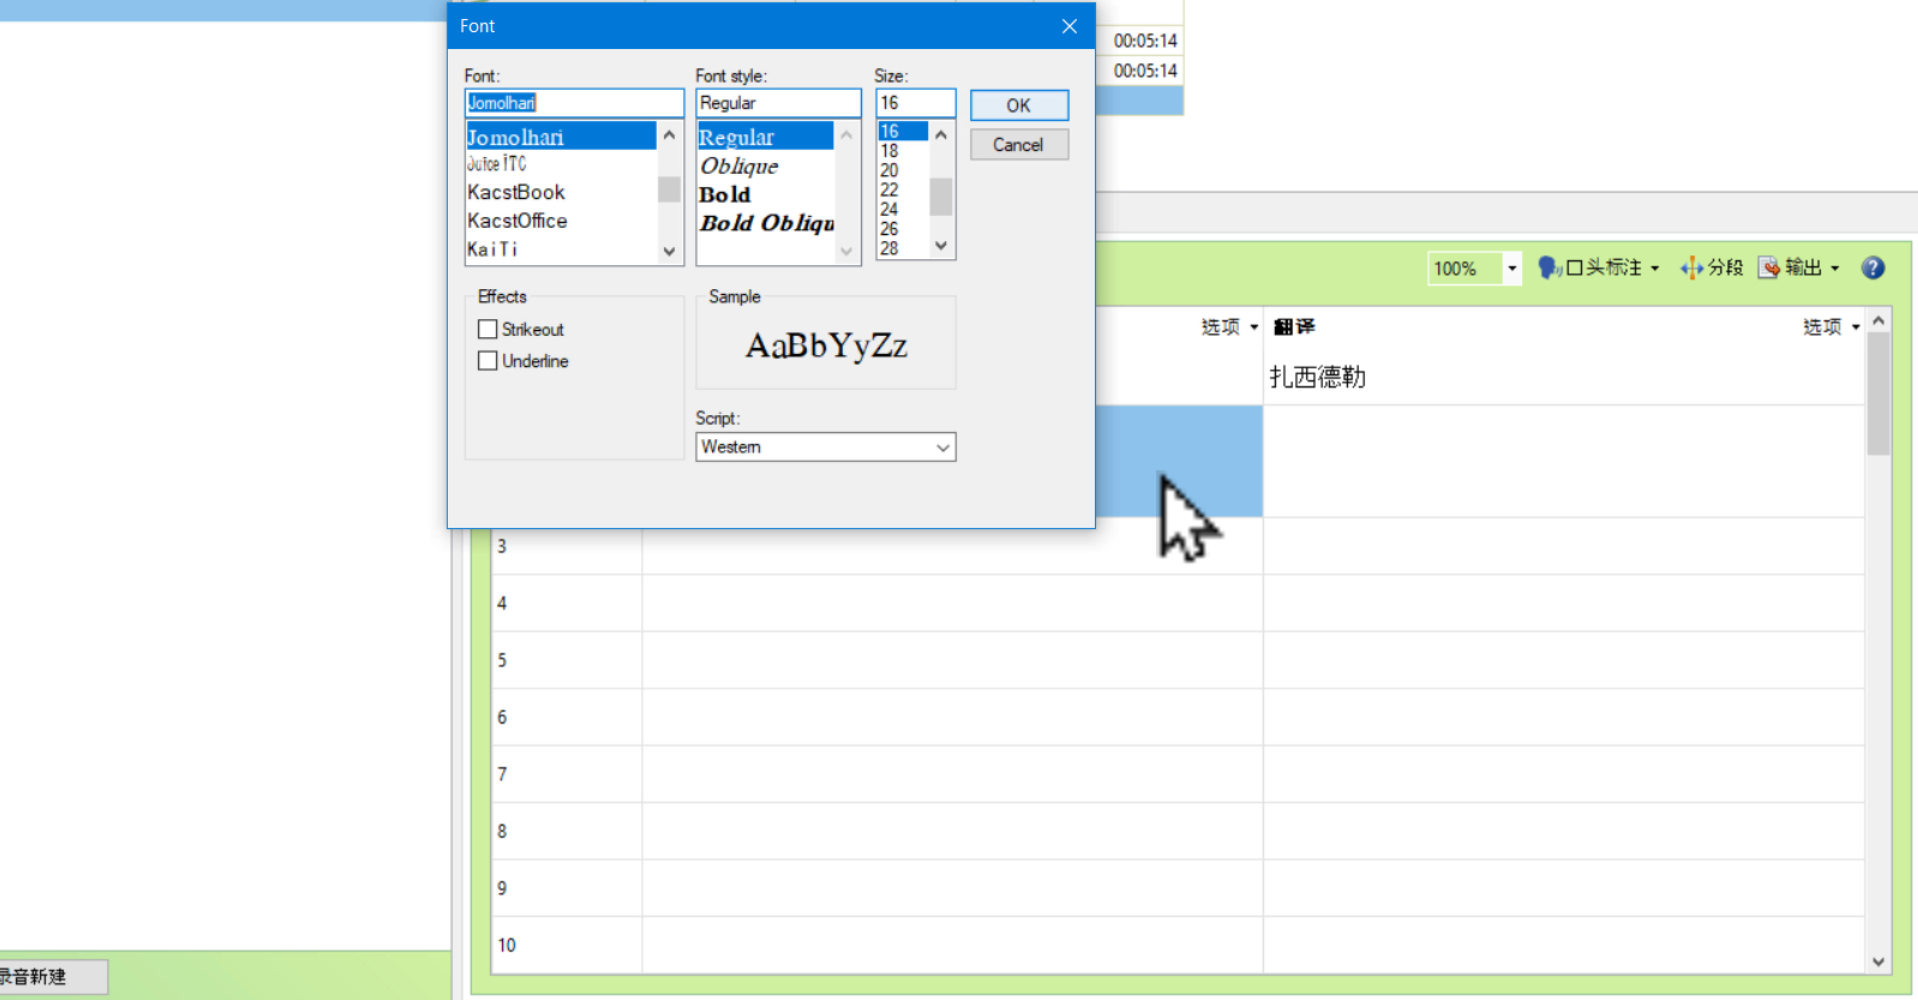 Font
Font:
Font style:
Size:
Jomolhari
Regular
16
OK
Cancel
Jomolhari
Juice ITC
KacstBook
KacstOffice
KaiTi
Regular
Oblique
Bold
Bold Obliqu
16
18
20
22
24
26
28
Effects
Strikeout
Underline
Sample
AaBbYyZz
Script:
Western
00:05:14
00:05:14
100%
口头标注
分段
输出
选项
翻译
选项
扎西德勒
3
4
5
6
7
8
9
10
录音新建